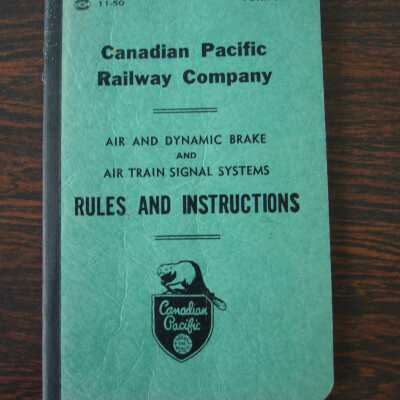 11-50
Canadian Pacific
Railway Company
AIR AND DYNAMIC BRAKE
AND
AIR TRAIN SIGNAL SYSTEMS
RULES AND INSTRUCTIONS
Canadian
Pacific